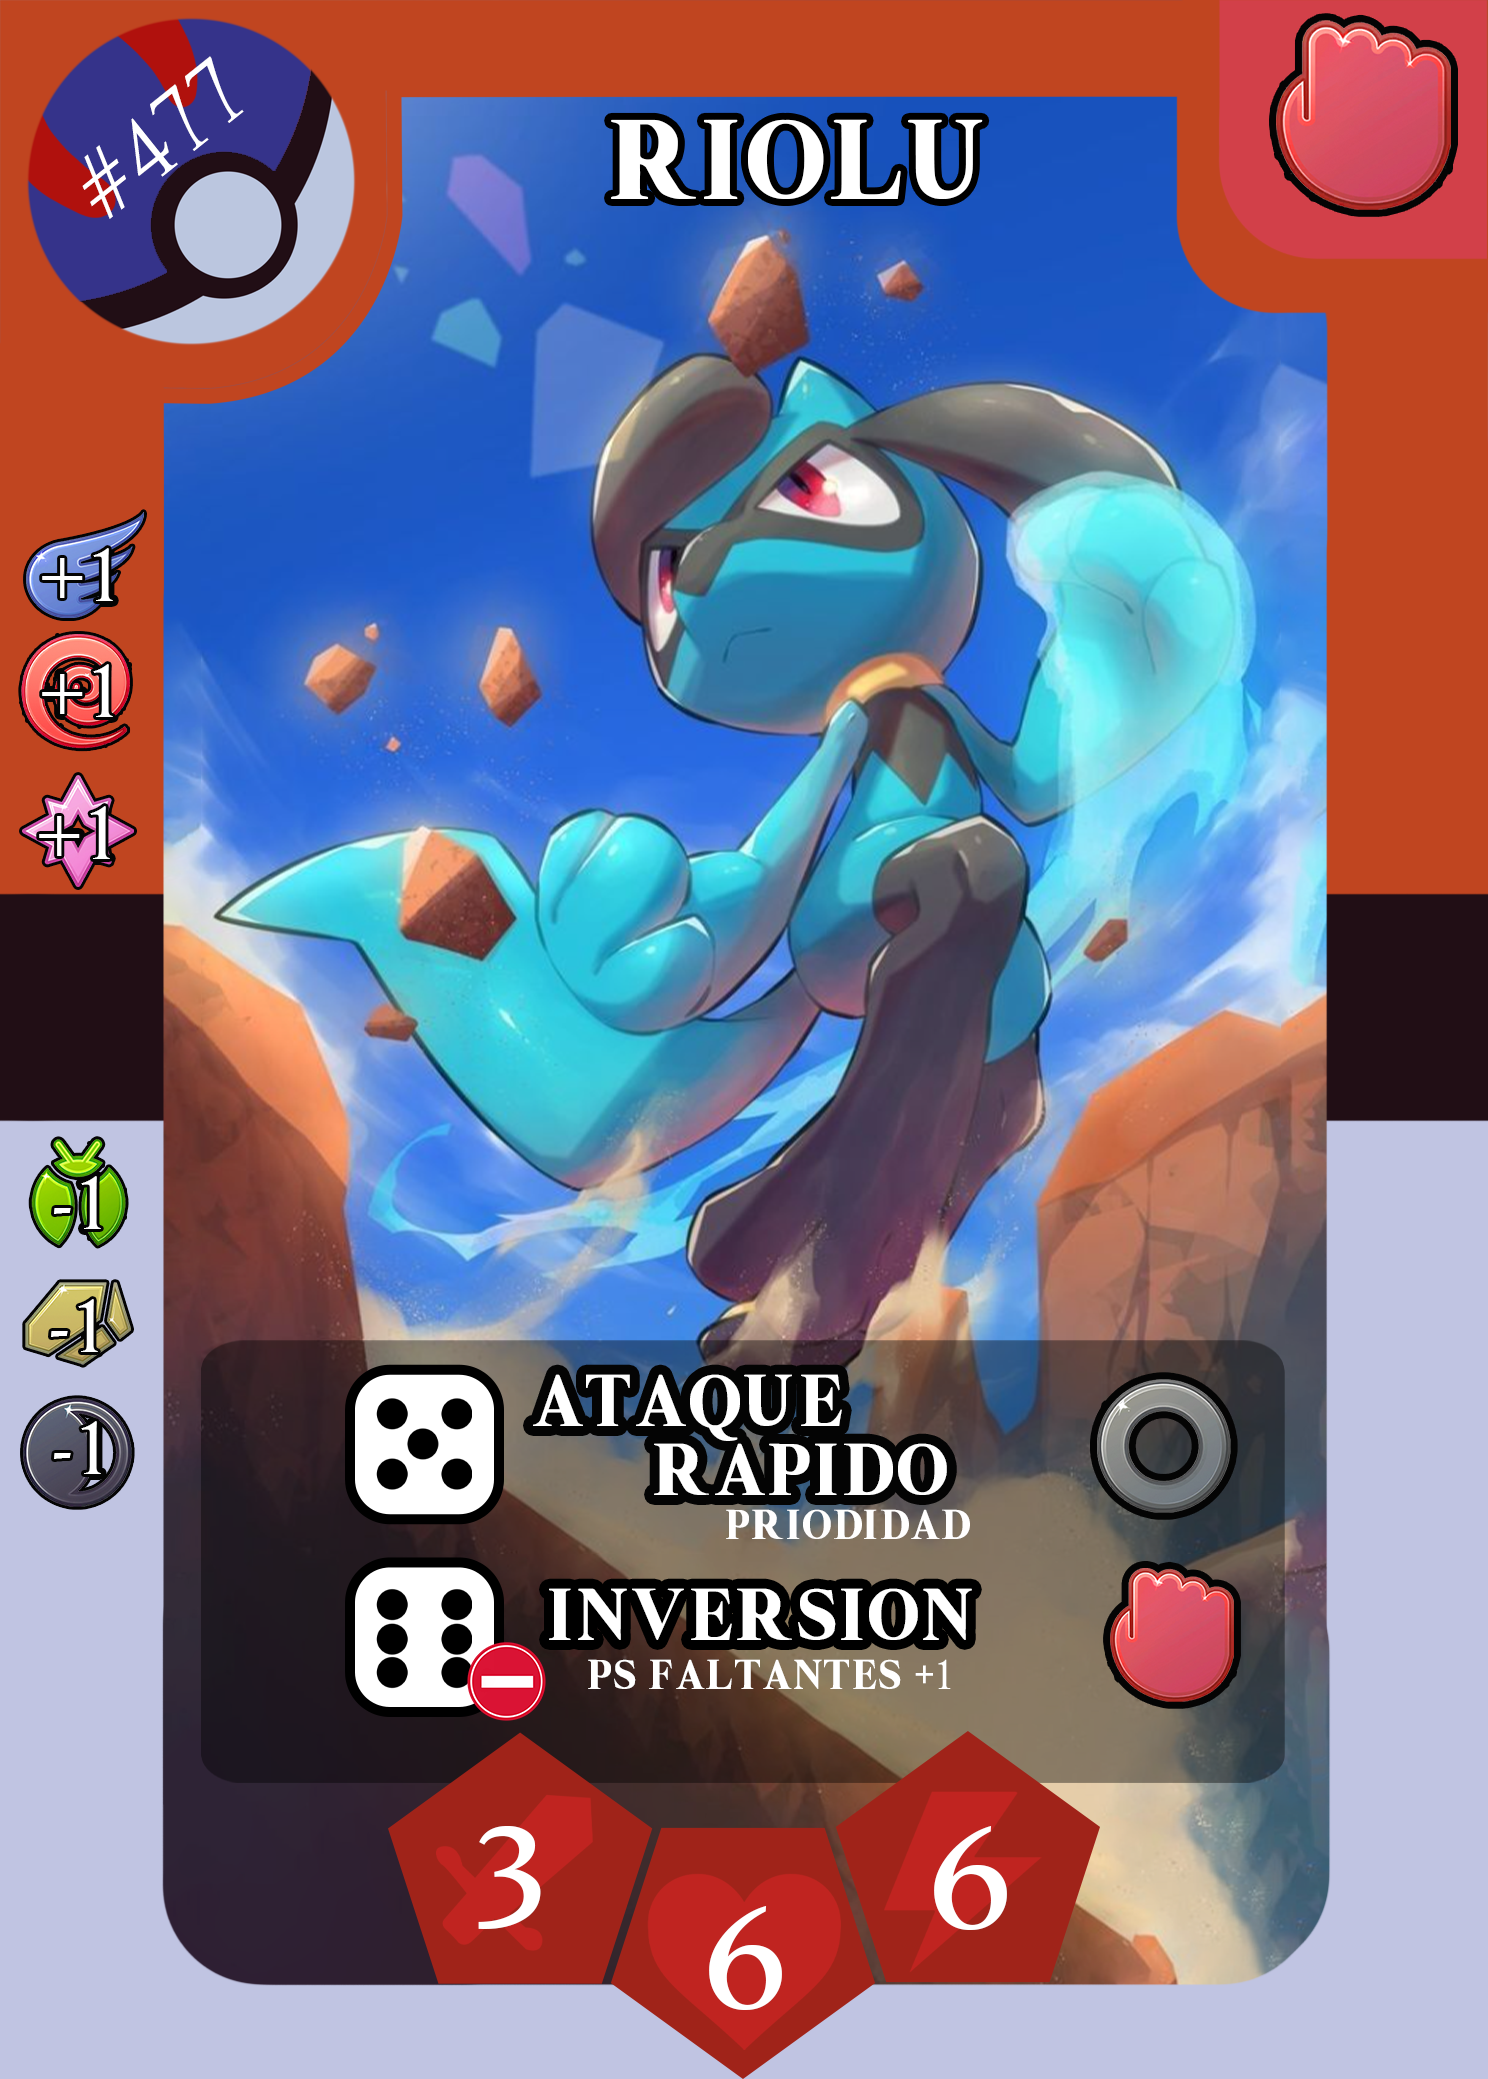 #477
RIOLU
+1
+1
+1
-1
-1
-1
ATAQUE
RAPIDO
PRIODIDAD
INVERSION
PS FALTANTES +1
3
6
6